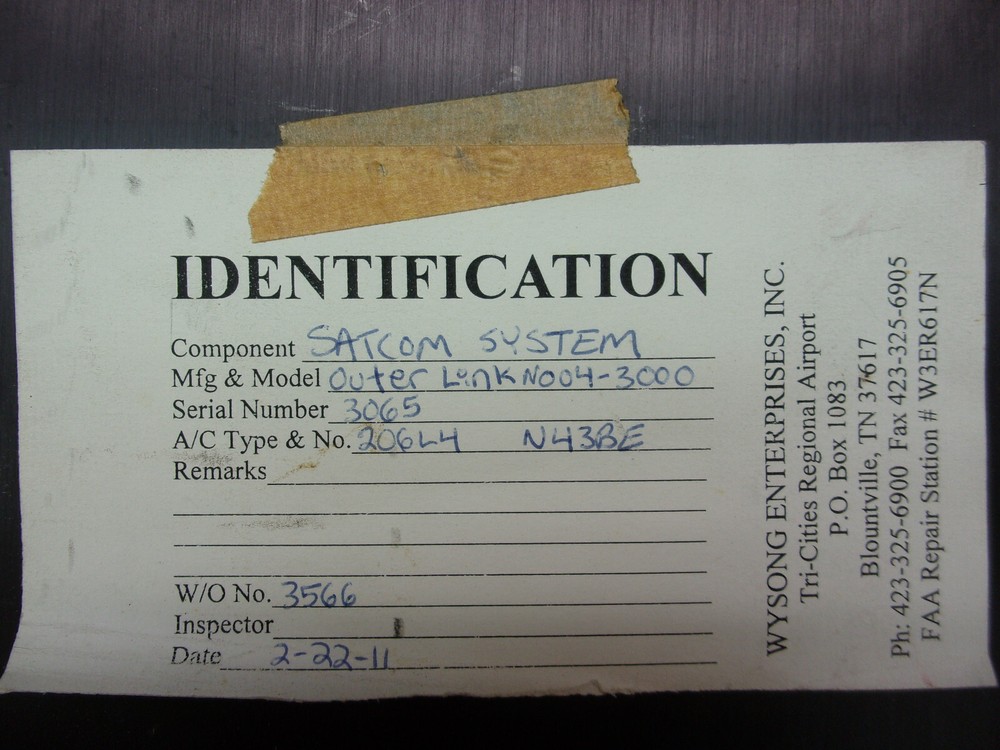 IDENTIFICATION
Component SATCOM SYSTEM
Mfg & Model Outer Link N004-3000
Serial Number 3065
A/C Type & No. 206L4 N43BE
Remarks
W/O No. 3566
Inspector
Date 2-22-11
WYSONG ENTERPRISES, INC.
Tri-Cities Regional Airport
P.O. Box 1083
Blountville, TN 37617
Ph: 423-325-6900 Fax 423-325-6905
FAA Repair Station # W3ER617N